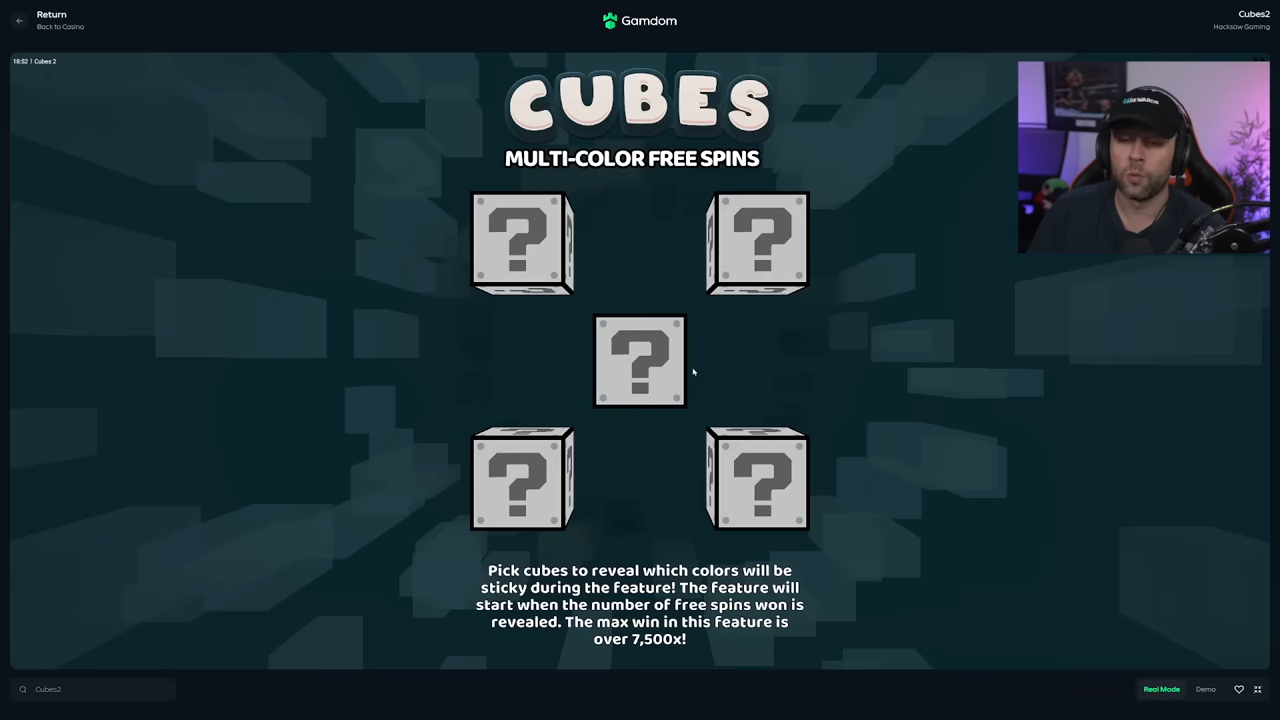 Return
Back to Casino
Gamdom
Cubes2
Hacksaw Gaming
18:52 | Cubes 2
CUBES
MULTI-COLOR FREE SPINS
? ?
?
? ?
Pick cubes to reveal which colors will be
sticky during the feature! The feature will
start when the number of free spins won is
revealed. The max win in this feature is
over 7,500x!
Cubes2
Real Mode
Demo